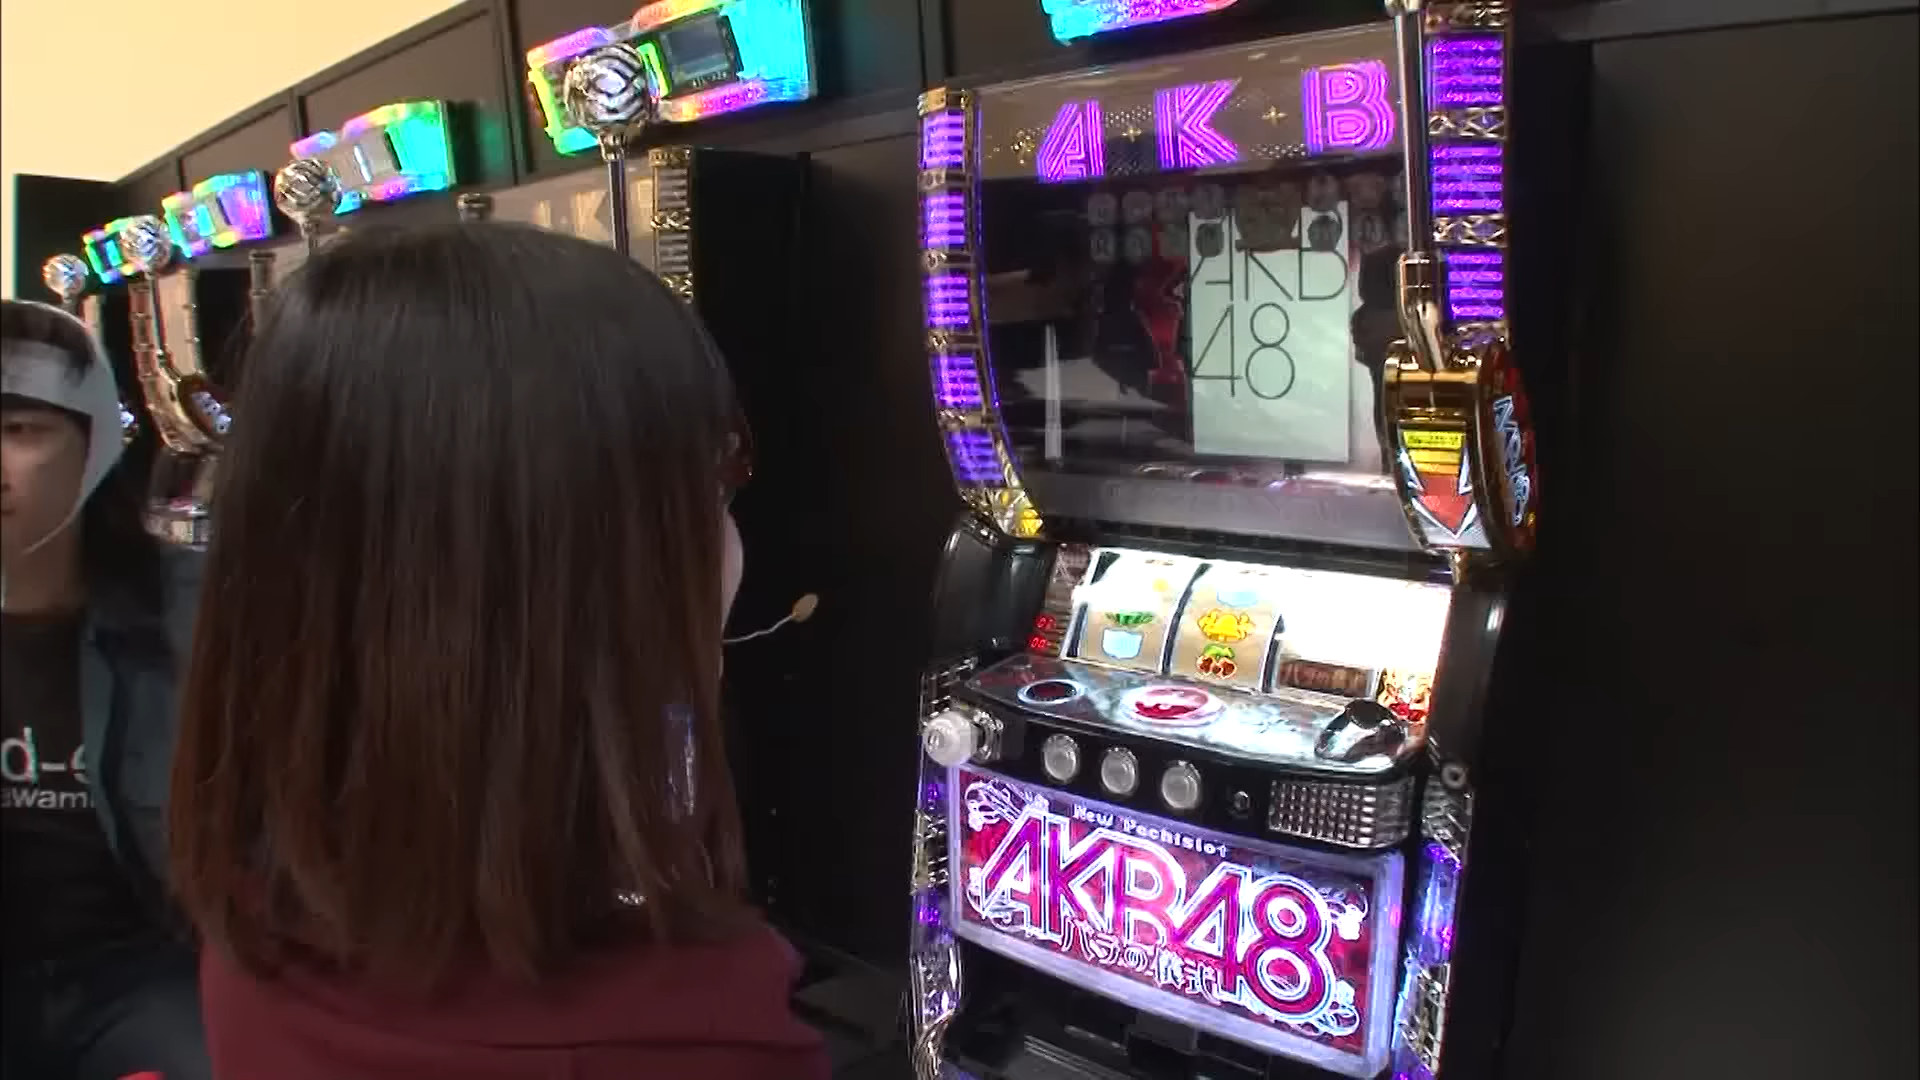 AKB
AKB
48
New Pachislot
AKB48
バラの儀式